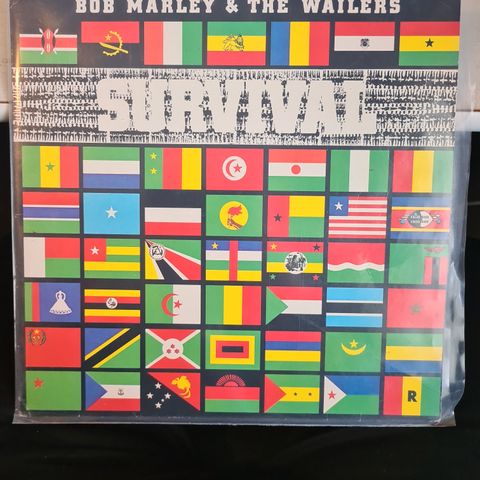 BOB MARLEY & THE WAILERS
SURVIVAL
R